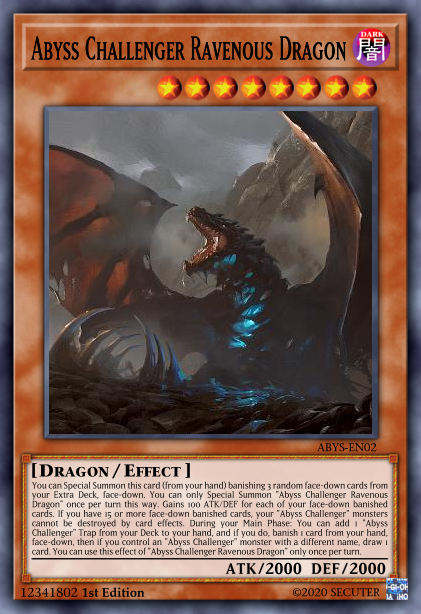 Abyss Challenger Ravenous Dragon
DARK
闇
ABYS-EN02
[Dragon / Effect]
You can Special Summon this card (from your hand) banishing 3 random face-down cards
from your Extra Deck, face-down. You can only Special Summon "Abyss Challenger Ravenous
Dragon" once per turn this way. Gains 100 ATK/DEF for each of your face-down banished
cards. If you have 15 or more face-down banished cards, your "Abyss Challenger" monsters
cannot be destroyed by card effects. During your Main Phase: You can add 1 "Abyss
Challenger" Trap from your Deck to your hand, and if you do, banish 1 card from your hand,
face-down, then if you control an "Abyss Challenger" monster with a different name, draw 1
card. You can use this effect of "Abyss Challenger Ravenous Dragon" only once per turn.
ATK/2000 DEF/2000
12341802 1st Edition
©2020 SECUTER